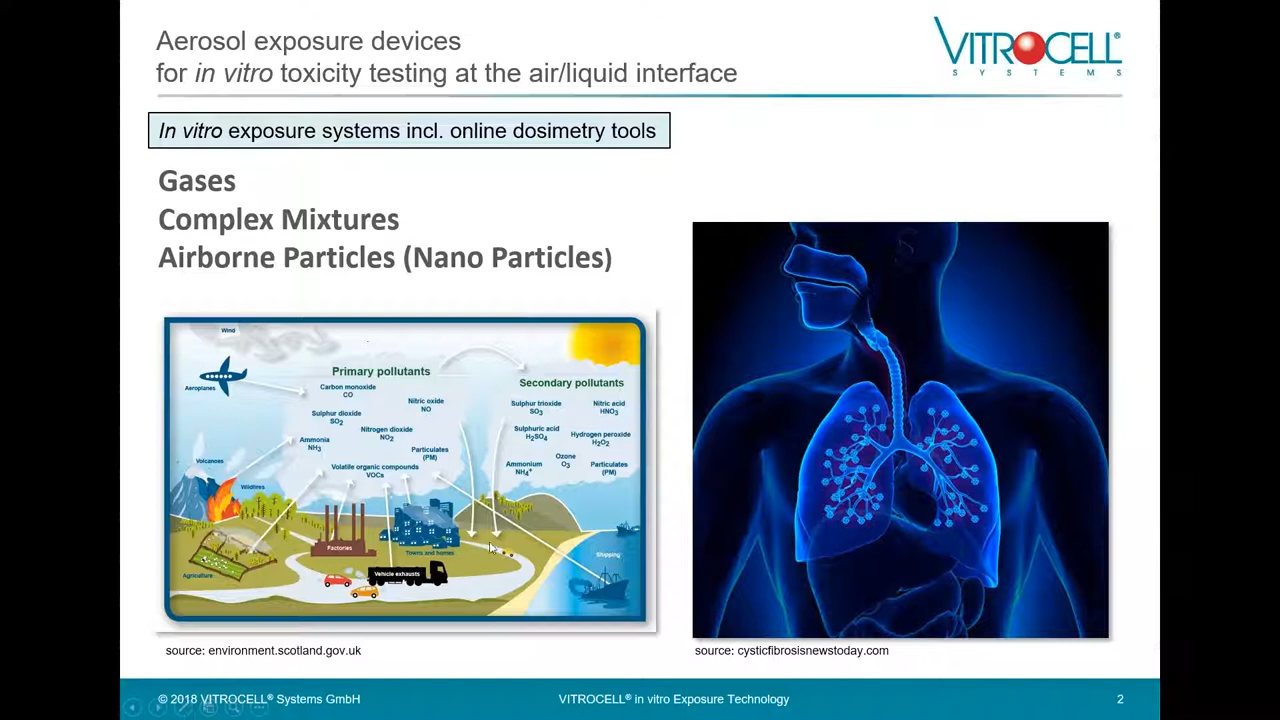 Aerosol exposure devices
for in vitro toxicity testing at the air/liquid interface
VITROCELL®
SYSTEMS
In vitro exposure systems incl. online dosimetry tools
Gases
Complex Mixtures
Airborne Particles (Nano Particles)
Wind
Aeroplanes
Primary pollutants
Carbon monoxide
CO
Nitric oxide
NO
Sulphur dioxide
SO2
Nitrogen dioxide
NO2
Ammonia
NH3
Particulates
(PM)
Volatile organic compounds
VOCs
Secondary pollutants
Sulphur trioxide
SO3
Nitric acid
HNO3
Sulphuric acid
H2SO4
Hydrogen peroxide
H2O2
Ozone
O3
Ammonium
NH4+
Particulates
(PM)
Volcanoes
Wildfires
Factories
Towns and homes
Vehicle exhausts
Agriculture
Shipping
source: environment.scotland.gov.uk
source: cysticfibrosisnewstoday.com
© 2018 VITROCELL® Systems GmbH
VITROCELL® in vitro Exposure Technology
2